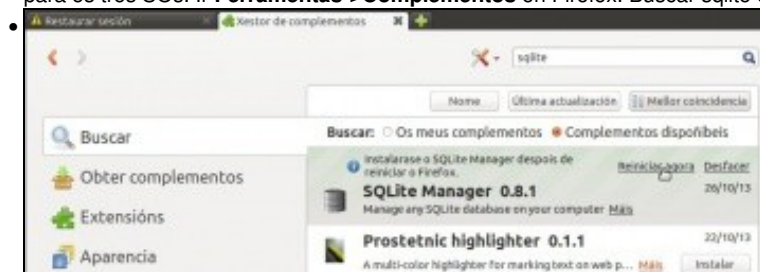 para os tres SOs. Ir Ferramentas->Complementos en Firefox. Buscar sqlite
Restaurar sesión
Xestor de complementos
sqlite
Nome Última actualización Mellor coincidencia
Buscar
Buscar: Os meus complementos Complementos dispoñíbeis
Instalarase o SQLite Manager despois de
reiniciar o Firefox.
Reiniciar agora Desfacer
SQLite Manager 0.8.1 26/10/13
Manage any SQLite database on your computer Máis
Obter complementos
Extensións
Prostetnic highlighter 0.1.1 22/10/13
A multi-color highlighter for marking text on web p... Máis Instalar
Aparencia